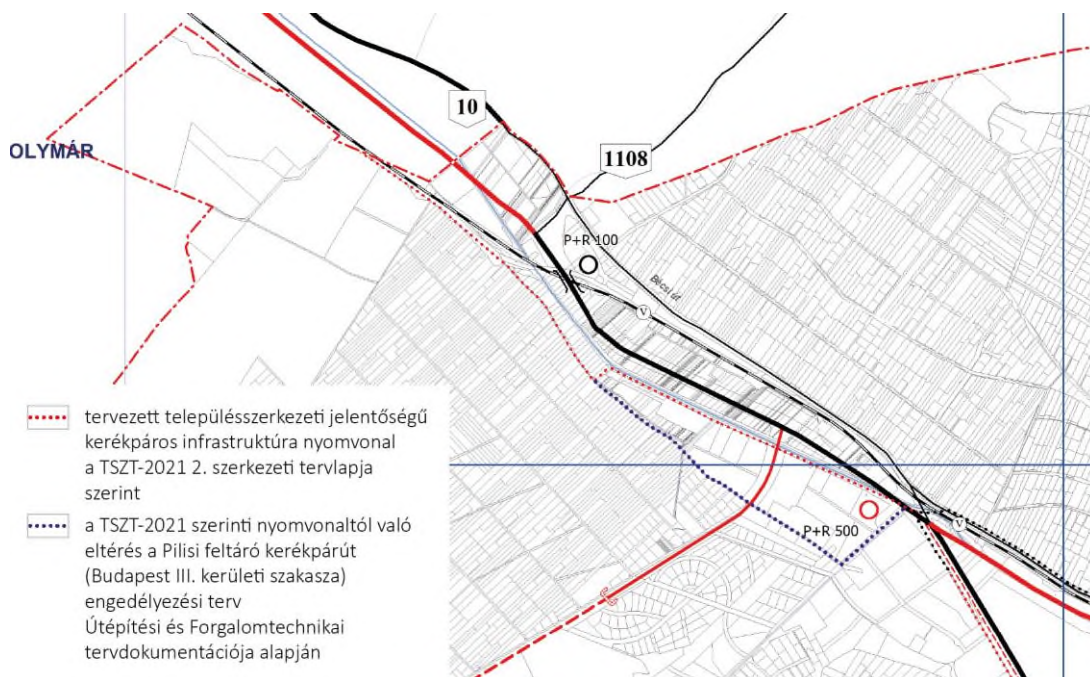 10
OLYMÁR
1108
P+R 100
Bécsi út
V
P+R 500
V
tervezett településszerkezeti jelentőségű
kerékpáros infrastruktúra nyomvonal
a TSZT-2021 2. szerkezeti tervlapja
szerint
a TSZT-2021 szerinti nyomvonaltól való
eltérés a Pilisi feltáró kerékpárút
(Budapest III. kerületi szakasza)
engedélyezési terv
Útépítési és Forgalomtechnikai
tervdokumentációja alapján